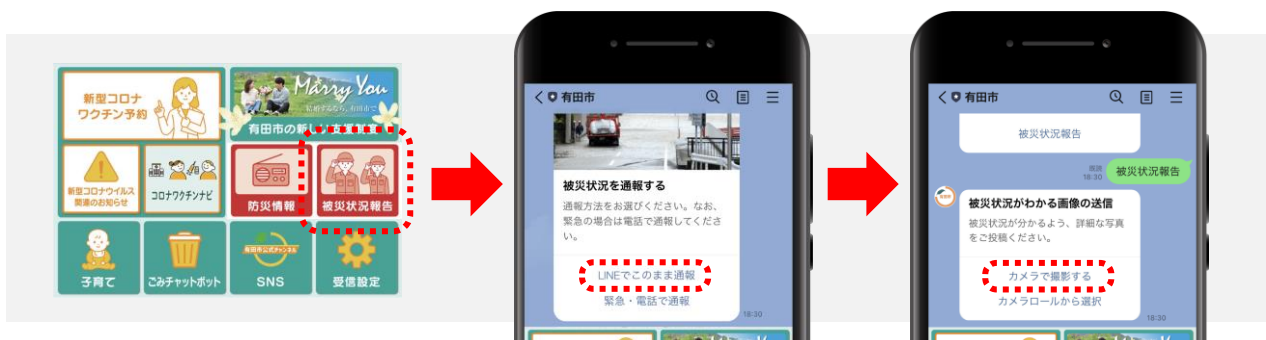 新型コロナ
ワクチン予約
Marry You
結婚するなら、有田市で
有田市の新し
新型コロナウイルス
関連のお知らせ
コロナワクチンナビ
防災情報
被災状況報告
子育て
ごみチャットボット
有田市公式チャンネル
SNS
受信設定
有田市
被災状況を通報する
通報方法をお選びください。なお、
緊急の場合は電話で通報してくださ
い。
LINEでこのまま通報
緊急・電話で通報
18:30
有田市
被災状況報告
既読
18:30
被災状況報告
被災状況がわかる画像の送信
被災状況が分かるよう、詳細な写真
をご投稿ください。
カメラで撮影する
カメラロールから選択
18:30